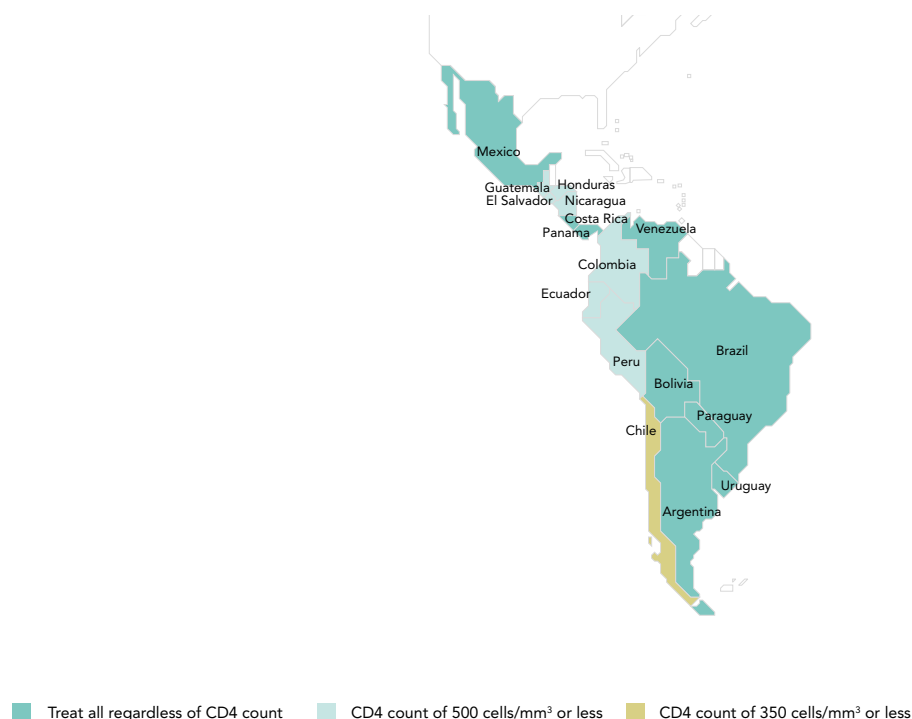 Mexico
Guatemala Honduras
El Salvador Nicaragua
Costa Rica
Panama Venezuela
Colombia
Ecuador
Brazil
Peru
Bolivia
Paraguay
Chile
Uruguay
Argentina
Treat all regardless of CD4 count CD4 count of 500 cells/mm³ or less CD4 count of 350 cells/mm³ or less